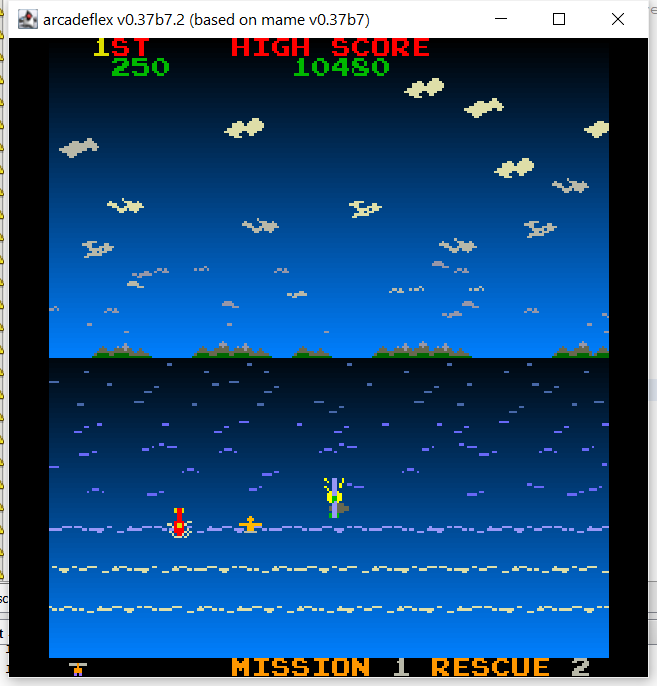 arcadeflex v0.37b7.2 (based on mame v0.37b7)
1ST HIGH SCORE
250 10480
MISSION 1 RESCUE 2